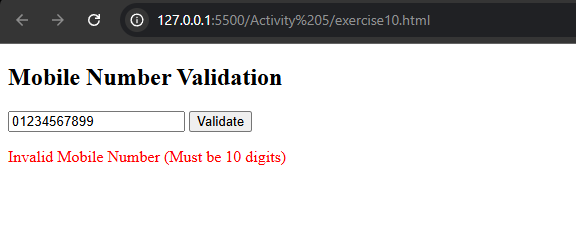 127.0.0.1:5500/Activity%205/exercise10.html
Mobile Number Validation
01234567899 Validate
Invalid Mobile Number (Must be 10 digits)